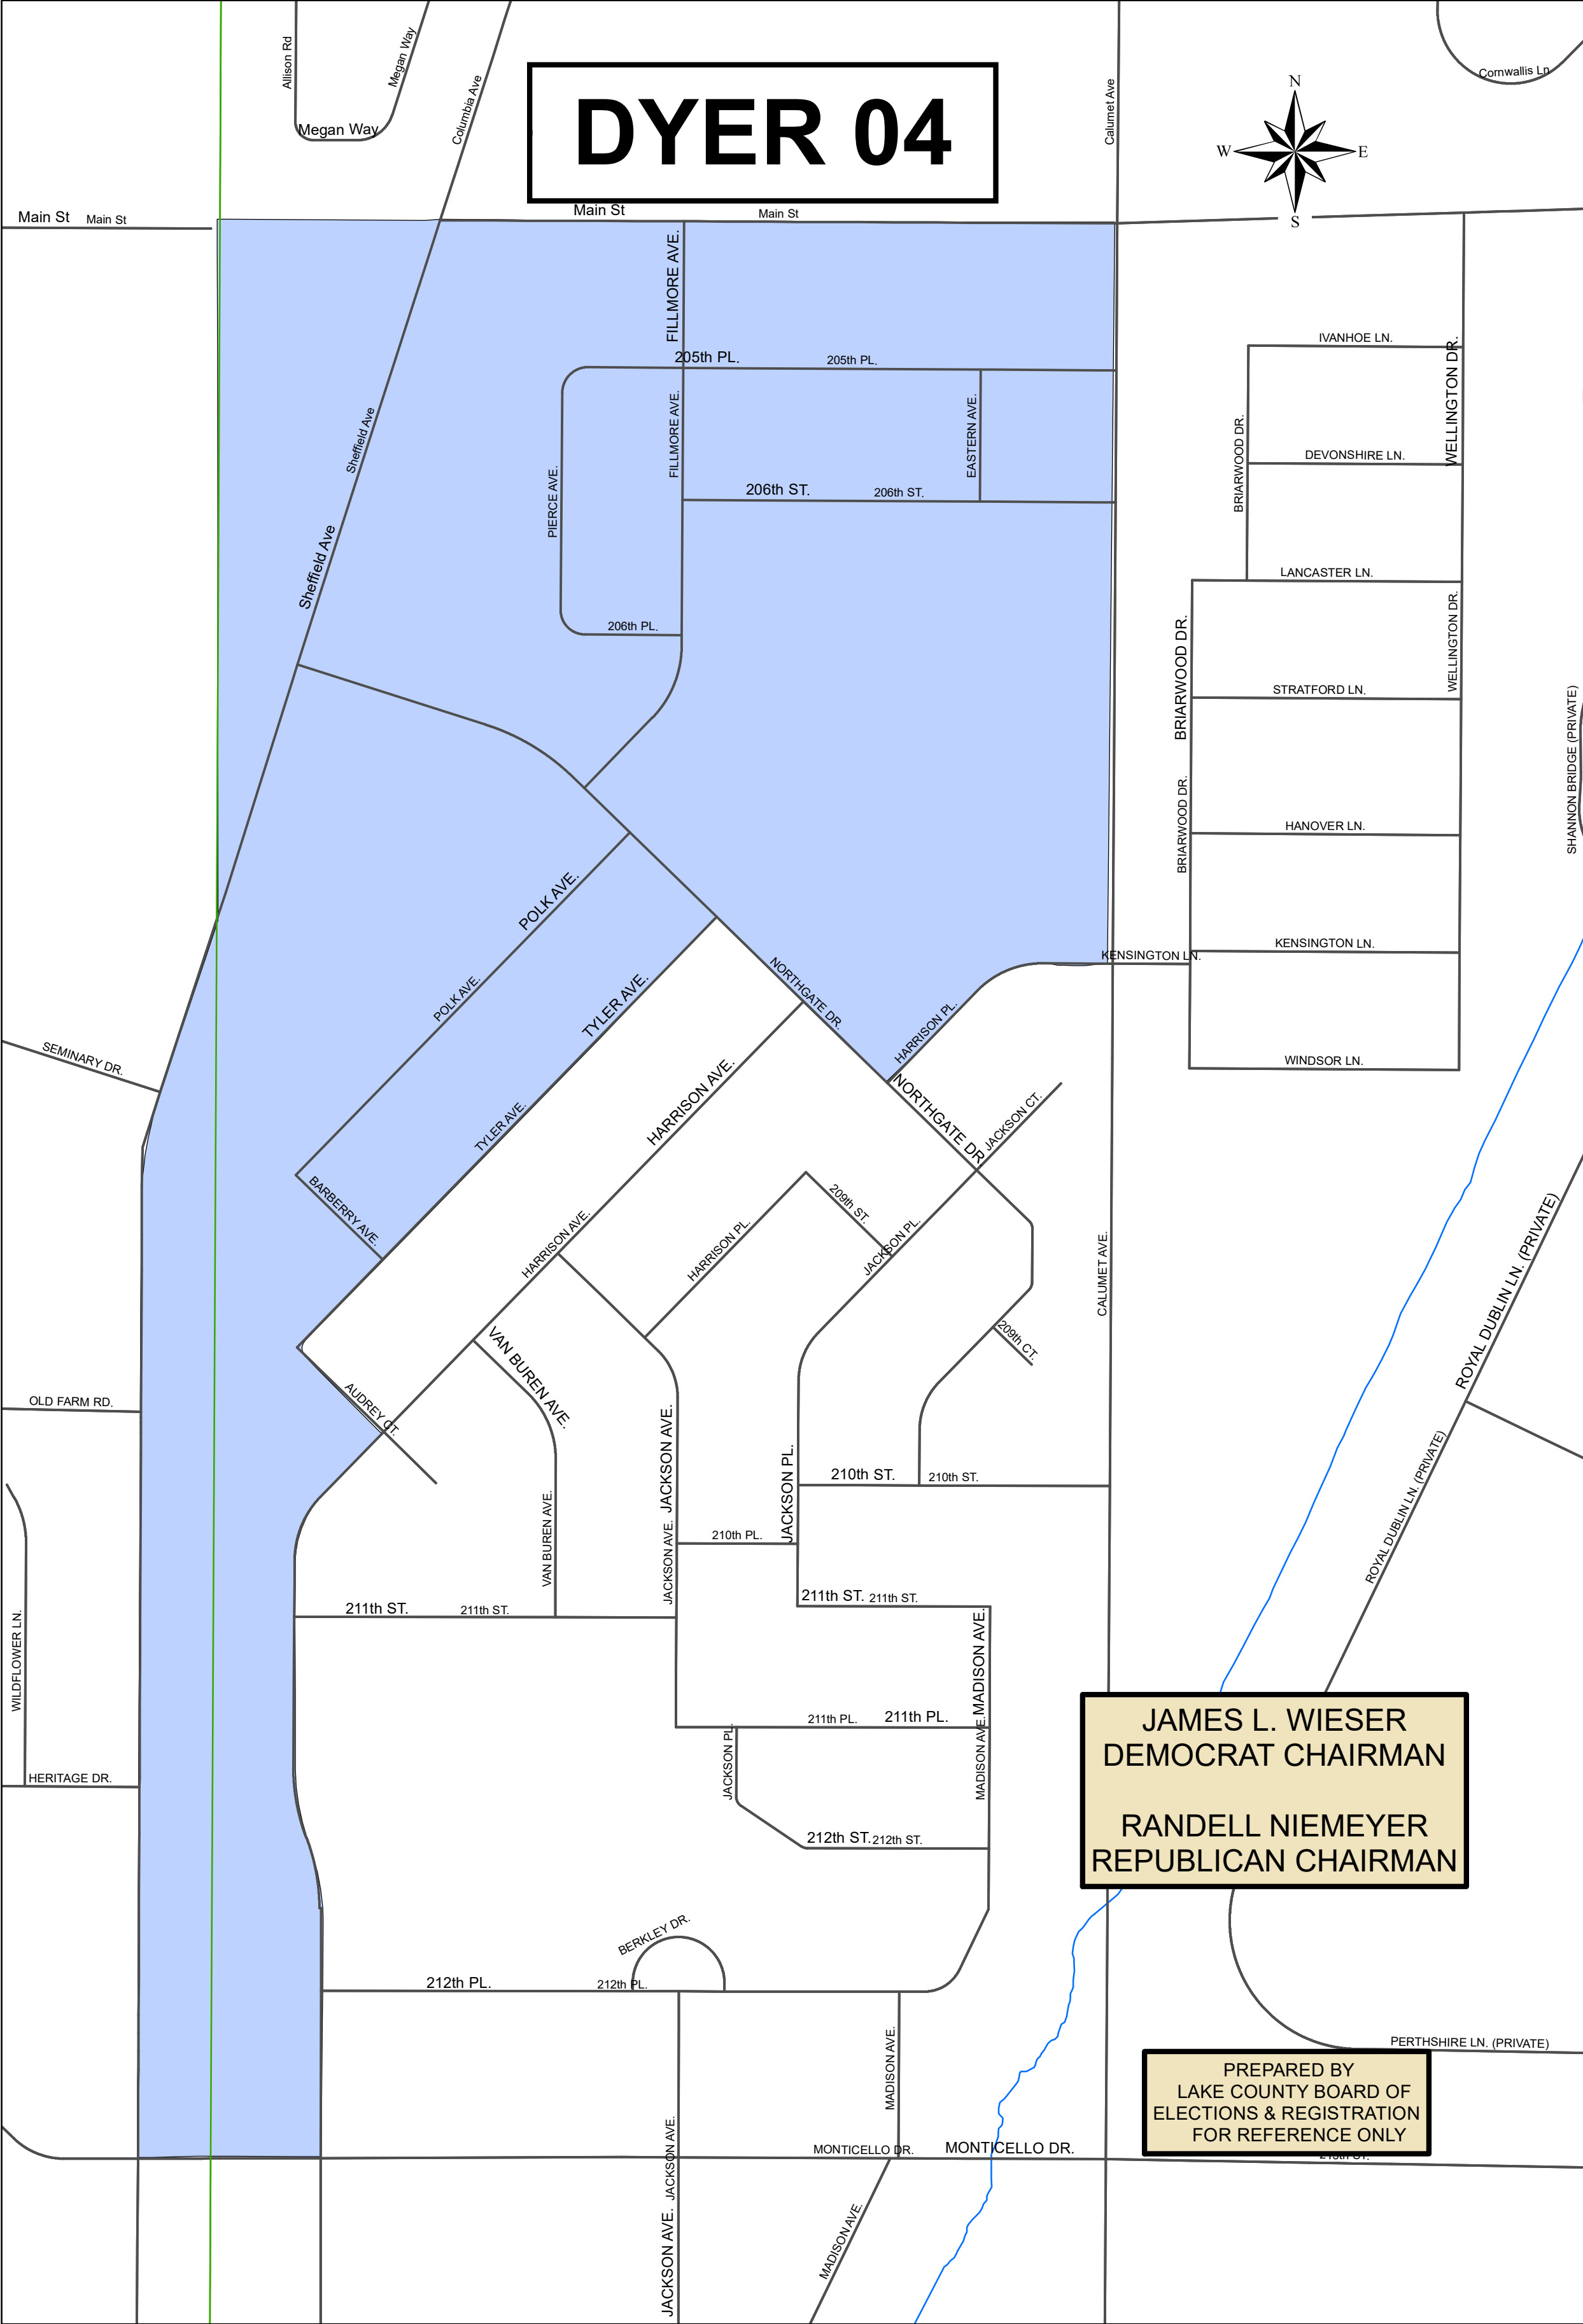 Allison Rd
Megan Way
Megan Way
Columbia Ave
DYER 04
Calumet Ave
Cornwallis Ln
N
W
E
S
Main St
Main St
Main St
Main St
FILLMORE AVE.
205th PL.
205th PL.
IVANHOE LN.
WELLINGTON DR.
Sheffield Ave
FILLMORE AVE.
EASTERN AVE.
BRIARWOOD DR.
DEVONSHIRE LN.
PIERCE AVE.
206th ST.
206th ST.
Sheffield Ave
LANCASTER LN.
206th PL.
BRIARWOOD DR.
WELLINGTON DR.
STRATFORD LN.
SHANNON BRIDGE (PRIVATE)
BRIARWOOD DR.
HANOVER LN.
POLK AVE.
POLK AVE.
TYLER AVE.
NORTHGATE DR.
KENSINGTON LN.
KENSINGTON LN.
HARRISON PL.
SEMINARY DR.
WINDSOR LN.
TYLER AVE.
HARRISON AVE.
NORTHGATE DR.
JACKSON CT.
BARBERRY AVE.
HARRISON AVE.
HARRISON PL.
209th ST.
JACKSON PL.
CALUMET AVE.
ROYAL DUBLIN LN. (PRIVATE)
VAN BUREN AVE.
209th CT.
OLD FARM RD.
AUDREY CT.
JACKSON AVE.
JACKSON PL.
210th ST.
210th ST.
ROYAL DUBLIN LN. (PRIVATE)
VAN BUREN AVE.
JACKSON AVE.
210th PL.
211th ST.
211th ST.
211th ST.
211th ST.
WILDFLOWER LN.
MADISON AVE.
211th PL.
211th PL.
JACKSON PL.
MADISON AVE.
HERITAGE DR.
212th ST.
212th ST.
JAMES L. WIESER
DEMOCRAT CHAIRMAN
RANDELL NIEMEYER
REPUBLICAN CHAIRMAN
BERKLEY DR.
212th PL.
212th PL.
MADISON AVE.
PERTHSHIRE LN. (PRIVATE)
PREPARED BY
LAKE COUNTY BOARD OF
ELECTIONS & REGISTRATION
FOR REFERENCE ONLY
JACKSON AVE.
MONTICELLO DR.
MONTICELLO DR.
JACKSON AVE.
MADISON AVE.